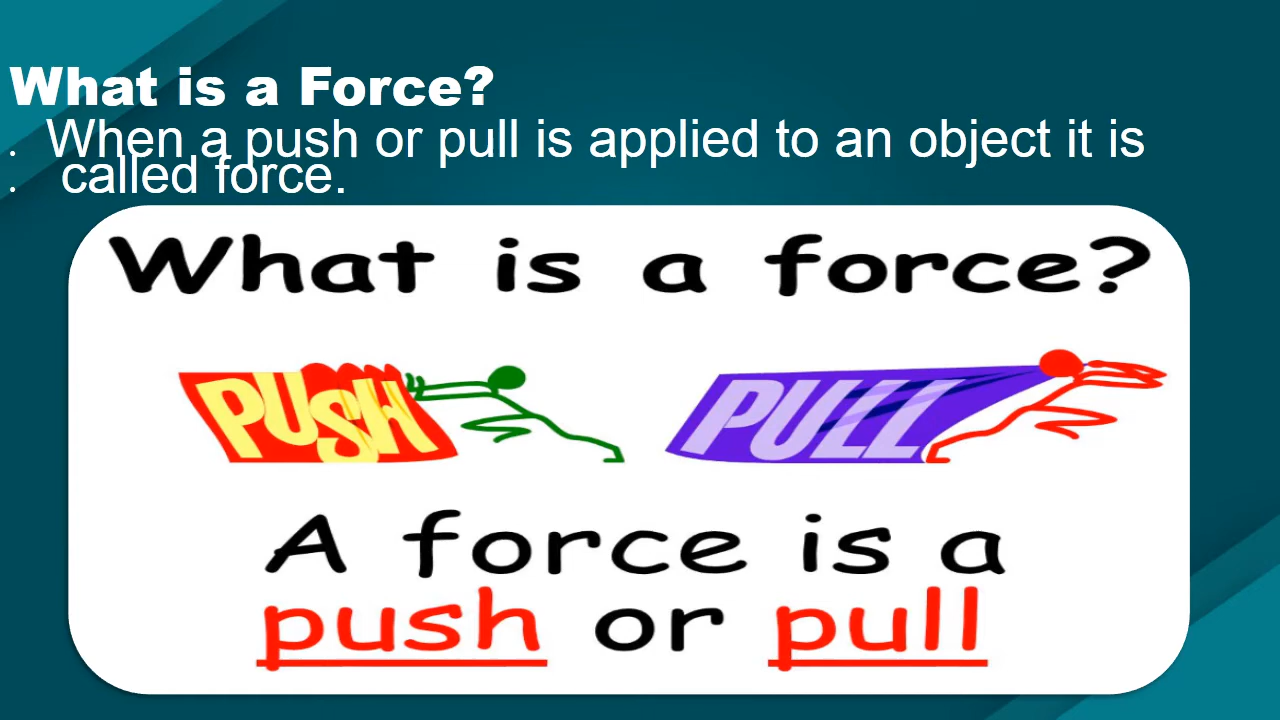 What is a Force?
· When a push or pull is applied to an object it is
· called force.
What is a force?
PUSH PULL
A force is a
push or pull